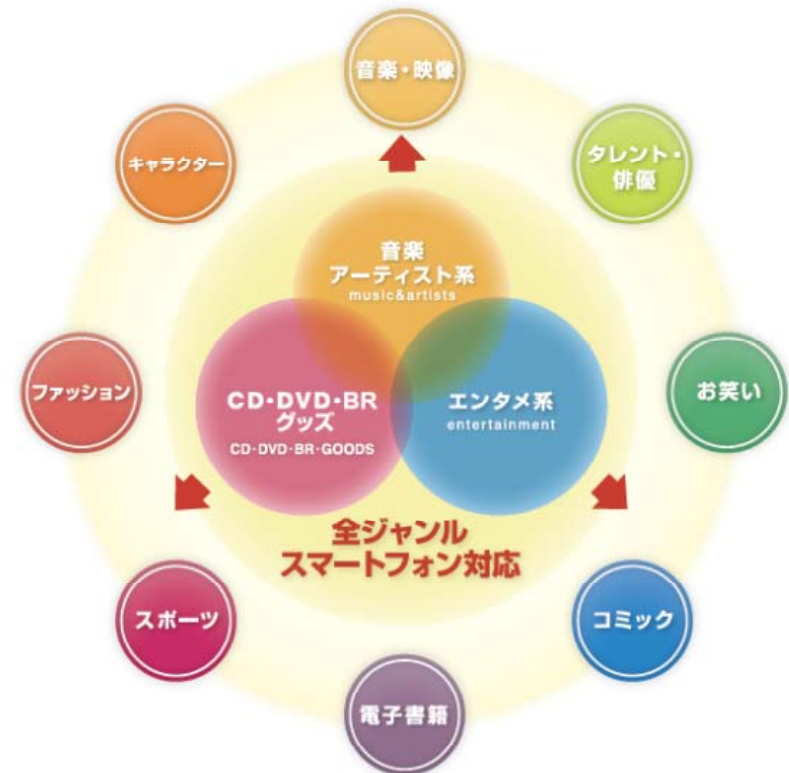 音楽・映像
キャラクター
タレント・
俳優
音楽
アーティスト系
music&artists
ファッション
CD・DVD・BR
グッズ
CD・DVD・BR・GOODS
エンタメ系
entertainment
お笑い
全ジャンル
スマートフォン対応
スポーツ
コミック
電子書籍